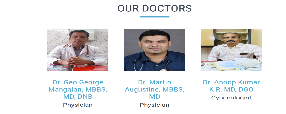 OUR DOCTORS
Dr. Geo George
Mangalan, MBBS,
MD, DNB
Physician
Dr. Martin
Augustine, MBBS,
MD
Physician
Dr. Anoop Kumar
K.R, MD, DGO
Gynecologist